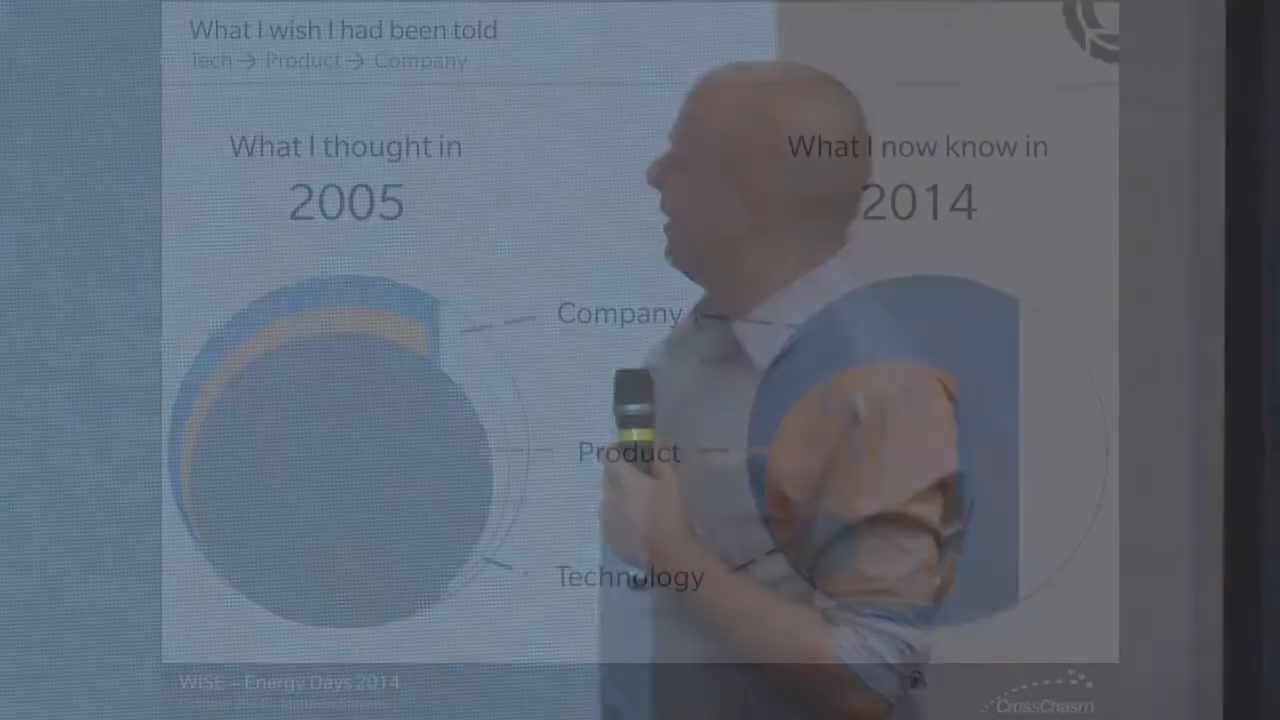 What I wish I had been told
Tech → Product → Company
What I thought in
2005
What I now know in
2014
Company
Product
Technology
WISE – Energy Days 2014
CrossChasm